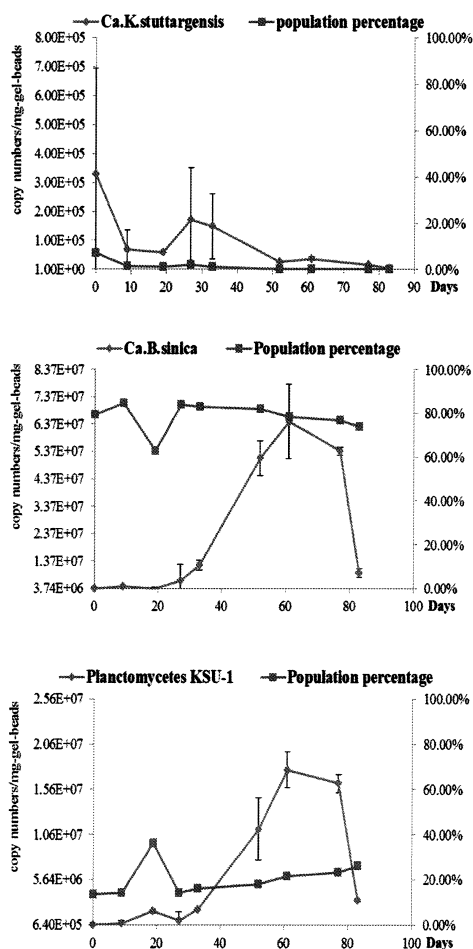 Ca.K.stuttargensis population percentage
copy numbers/mg-gel-beads
8.00E+05 100.00%
7.00E+05
6.00E+05 80.00%
5.00E+05 60.00%
4.00E+05
3.00E+05 40.00%
2.00E+05 20.00%
1.00E+05
1.00E+00 0.00%
0 10 20 30 40 50 60 70 80 90 Days
Ca.B.sinica Population percentage
copy numbers/mg-gel-beads
8.37E+07 100.00%
7.37E+07
6.37E+07 80.00%
5.37E+07 60.00%
4.37E+07
3.37E+07 40.00%
2.37E+07
1.37E+07 20.00%
3.74E+06 0.00%
0 20 40 60 80 100 Days
Planctomycetes KSU-1 Population percentage
copy numbers/mg-gel-beads
2.56E+07 100.00%
2.06E+07 80.00%
1.56E+07 60.00%
1.06E+07 40.00%
3.64E+06 20.00%
6.40E+05 0.00%
0 20 40 60 80 100 Days